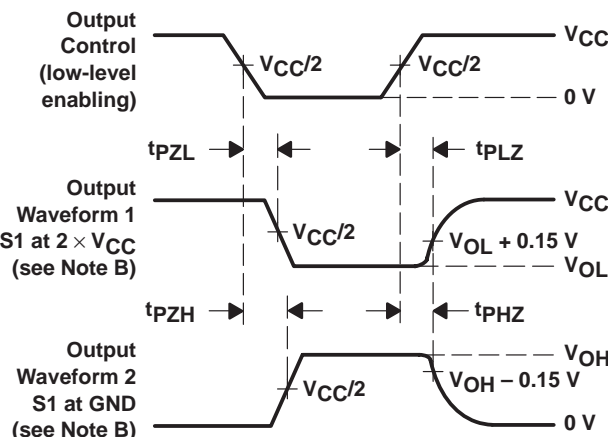 Output
Control
(low-level
enabling)
VCC
VCC/2
VCC/2
0 V
tPZL
tPLZ
Output
Waveform 1
S1 at 2 × VCC
(see Note B)
VCC
VCC/2
VOL + 0.15 V
VOL
tPZH
tPHZ
Output
Waveform 2
S1 at GND
(see Note B)
VOH
VCC/2
VOH − 0.15 V
0 V